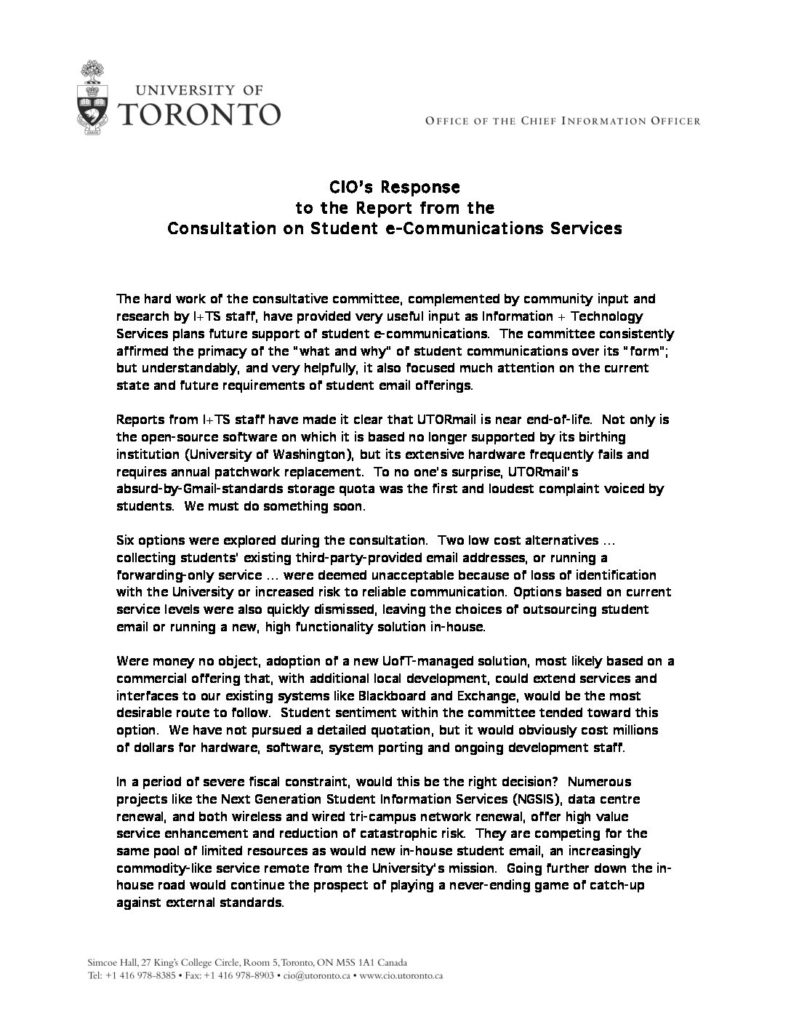 UNIVERSITY OF
TORONTO
OFFICE OF THE CHIEF INFORMATION OFFICER
CIO's Response
to the Report from the
Consultation on Student e-Communications Services
The hard work of the consultative committee, complemented by community input and
research by I+TS staff, have provided very useful input as Information + Technology
Services plans future support of student e-communications. The committee consistently
affirmed the primacy of the "what and why" of student communications over its "form";
but understandably, and very helpfully, it also focused much attention on the current
state and future requirements of student email offerings.
Reports from I+TS staff have made it clear that UTORmail is near end-of-life. Not only is
the open-source software on which it is based no longer supported by its birthing
institution (University of Washington), but its extensive hardware frequently fails and
requires annual patchwork replacement. To no one's surprise, UTORmail's
absurd-by-Gmail-standards storage quota was the first and loudest complaint voiced by
students. We must do something soon.
Six options were explored during the consultation. Two low cost alternatives ...
collecting students' existing third-party-provided email addresses, or running a
forwarding-only service ... were deemed unacceptable because of loss of identification
with the University or increased risk to reliable communication. Options based on current
service levels were also quickly dismissed, leaving the choices of outsourcing student
email or running a new, high functionality solution in-house.
Were money no object, adoption of a new UofT-managed solution, most likely based on a
commercial offering that, with additional local development, could extend services and
interfaces to our existing systems like Blackboard and Exchange, would be the most
desirable route to follow. Student sentiment within the committee tended toward this
option. We have not pursued a detailed quotation, but it would obviously cost millions
of dollars for hardware, software, system porting and ongoing development staff.
In a period of severe fiscal constraint, would this be the right decision? Numerous
projects like the Next Generation Student Information Services (NGSIS), data centre
renewal, and both wireless and wired tri-campus network renewal, offer high value
service enhancement and reduction of catastrophic risk. They are competing for the
same pool of limited resources as would new in-house student email, an increasingly
commodity-like service remote from the University's mission. Going further down the in-
house road would continue the prospect of playing a never-ending game of catch-up
against external standards.
Simcoe Hall, 27 King's College Circle, Room 5, Toronto, ON M5S 1A1 Canada
Tel: +1 416 978-8385 • Fax: +1 416 978-8903 • cio@utoronto.ca • www.cio.utoronto.ca